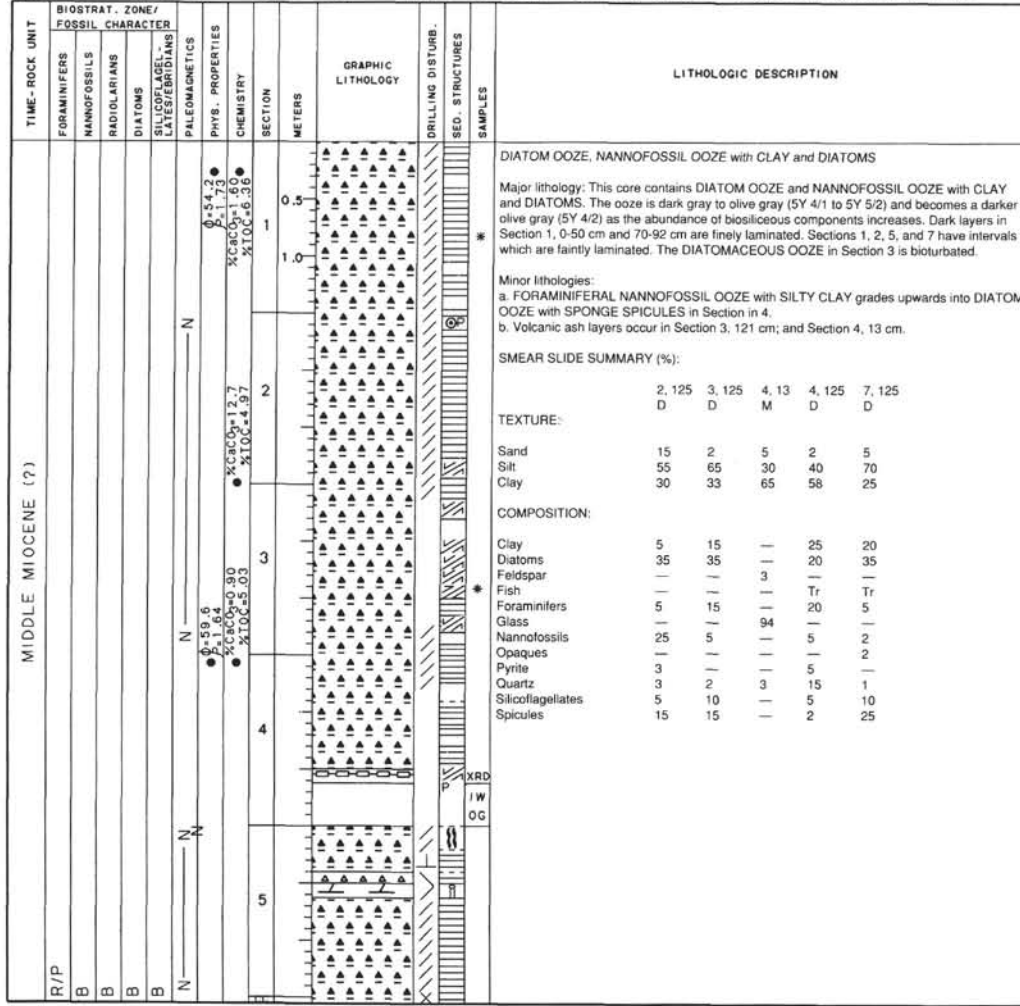 TIME-ROCK UNIT
BIOSTRAT. ZONE/
FOSSIL CHARACTER
FORAMINIFERS
NANNOFOSSILS
RADIOLARIANS
DIATOMS
SILICOFLAGEL-
LATES/EBRIDIANS
PALEOMAGNETICS
PHYS. PROPERTIES
CHEMISTRY
SECTION
METERS
GRAPHIC
LITHOLOGY
DRILLING DISTURB.
SED. STRUCTURES
SAMPLES
LITHOLOGIC DESCRIPTION
MIDDLE MIOCENE (?)
R/P
B
B
B
B
N
N
N
N
N
Φ=54.2
ρ=1.73
%CaCO3=1.60
%TOC=6.36
%CaCO3=12.7
%TOC=4.97
Φ=59.6
ρ=1.64
%CaCO3=0.90
%TOC=5.03
1
2
3
4
5
0.5
1.0
*
P
*
P
XRD
IW
OG
DIATOM OOZE, NANNOFOSSIL OOZE with CLAY and DIATOMS
Major lithology: This core contains DIATOM OOZE and NANNOFOSSIL OOZE with CLAY
and DIATOMS. The ooze is dark gray to olive gray (5Y 4/1 to 5Y 5/2) and becomes a darker
olive gray (5Y 4/2) as the abundance of biosiliceous components increases. Dark layers in
Section 1, 0-50 cm and 70-92 cm are finely laminated. Sections 1, 2, 5, and 7 have intervals
which are faintly laminated. The DIATOMACEOUS OOZE in Section 3 is bioturbated.
Minor lithologies:
a. FORAMINIFERAL NANNOFOSSIL OOZE with SILTY CLAY grades upwards into DIATOM
OOZE with SPONGE SPICULES in Section in 4.
b. Volcanic ash layers occur in Section 3, 121 cm; and Section 4, 13 cm.
SMEAR SLIDE SUMMARY (%):
2, 125 3, 125 4, 13 4, 125 7, 125
D D M D D
TEXTURE:
Sand 15 2 5 2 5
Silt 55 65 30 40 70
Clay 30 33 65 58 25
COMPOSITION:
Clay 5 15 — 25 20
Diatoms 35 35 — 20 35
Feldspar — — 3 — —
Fish — — — Tr Tr
Foraminifers 5 15 — 20 5
Glass — — 94 — —
Nannofossils 25 5 — 5 2
Opaques — — — — 2
Pyrite 3 — — 5 —
Quartz 3 2 3 15 1
Silicoflagellates 5 10 — 5 10
Spicules 15 15 — 2 25